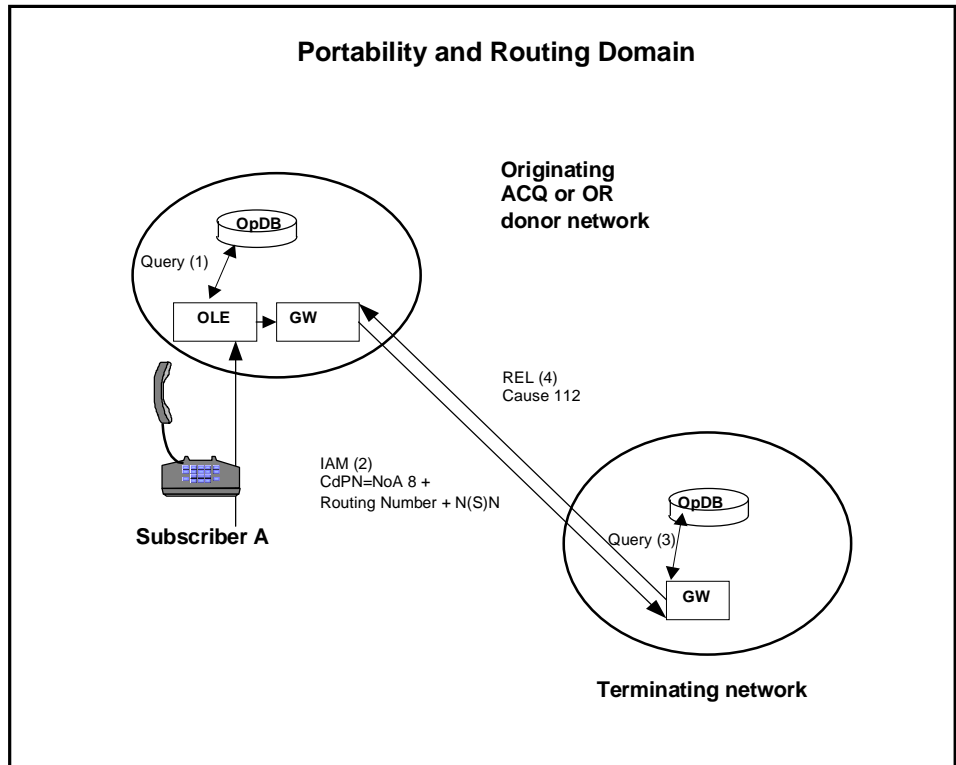 Portability and Routing Domain
Originating
ACQ or OR
donor network
OpDB
Query (1)
OLE
GW
REL (4)
Cause 112
IAM (2)
CdPN=NoA 8 +
Routing Number + N(S)N
Subscriber A
OpDB
Query (3)
GW
Terminating network